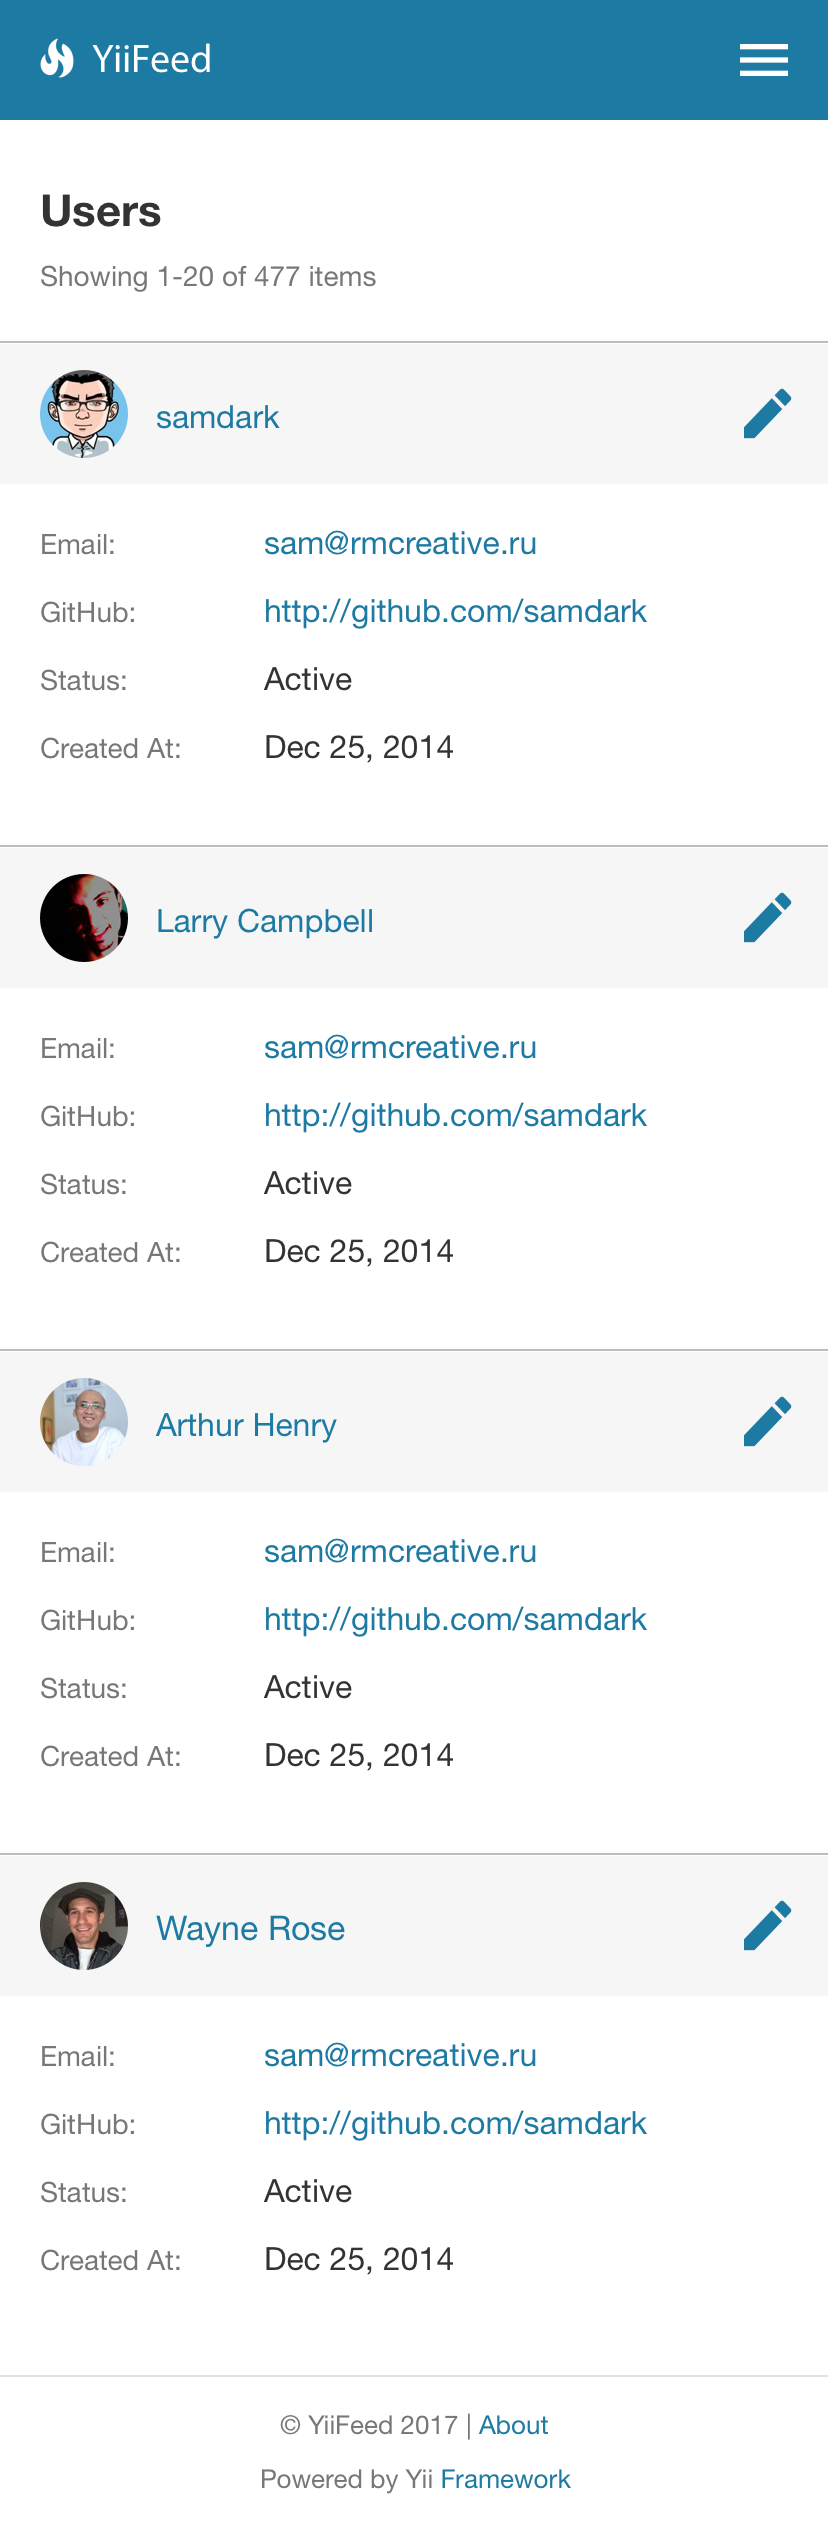 YiiFeed
Users
Showing 1-20 of 477 items
samdark
Email: sam@rmcreative.ru
GitHub: http://github.com/samdark
Status: Active
Created At: Dec 25, 2014
Larry Campbell
Email: sam@rmcreative.ru
GitHub: http://github.com/samdark
Status: Active
Created At: Dec 25, 2014
Arthur Henry
Email: sam@rmcreative.ru
GitHub: http://github.com/samdark
Status: Active
Created At: Dec 25, 2014
Wayne Rose
Email: sam@rmcreative.ru
GitHub: http://github.com/samdark
Status: Active
Created At: Dec 25, 2014
© YiiFeed 2017 | About
Powered by Yii Framework